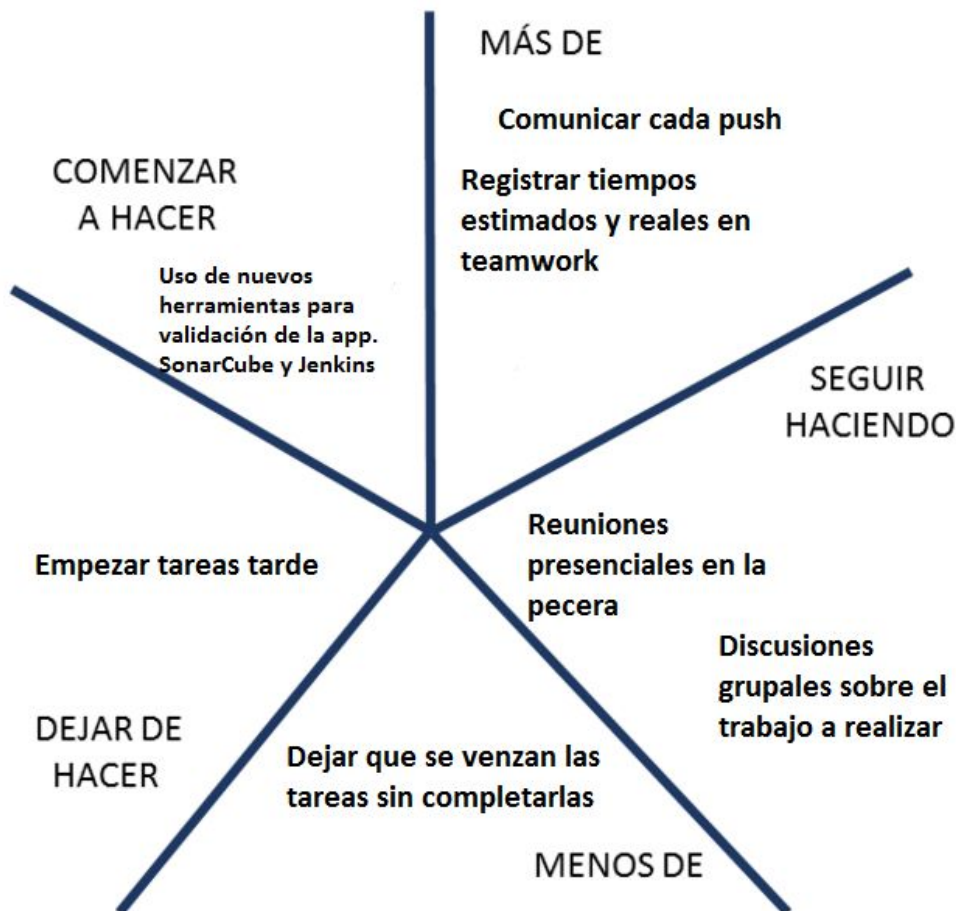 MÁS DE
Comunicar cada push
Registrar tiempos
estimados y reales en
teamwork
COMENZAR
A HACER
Uso de nuevos
herramientas para
validación de la app.
SonarCube y Jenkins
SEGUIR
HACIENDO
Reuniones
presenciales en la
pecera
Discusiones
grupales sobre el
trabajo a realizar
Empezar tareas tarde
DEJAR DE
HACER
Dejar que se venzan las
tareas sin completarlas
MENOS DE